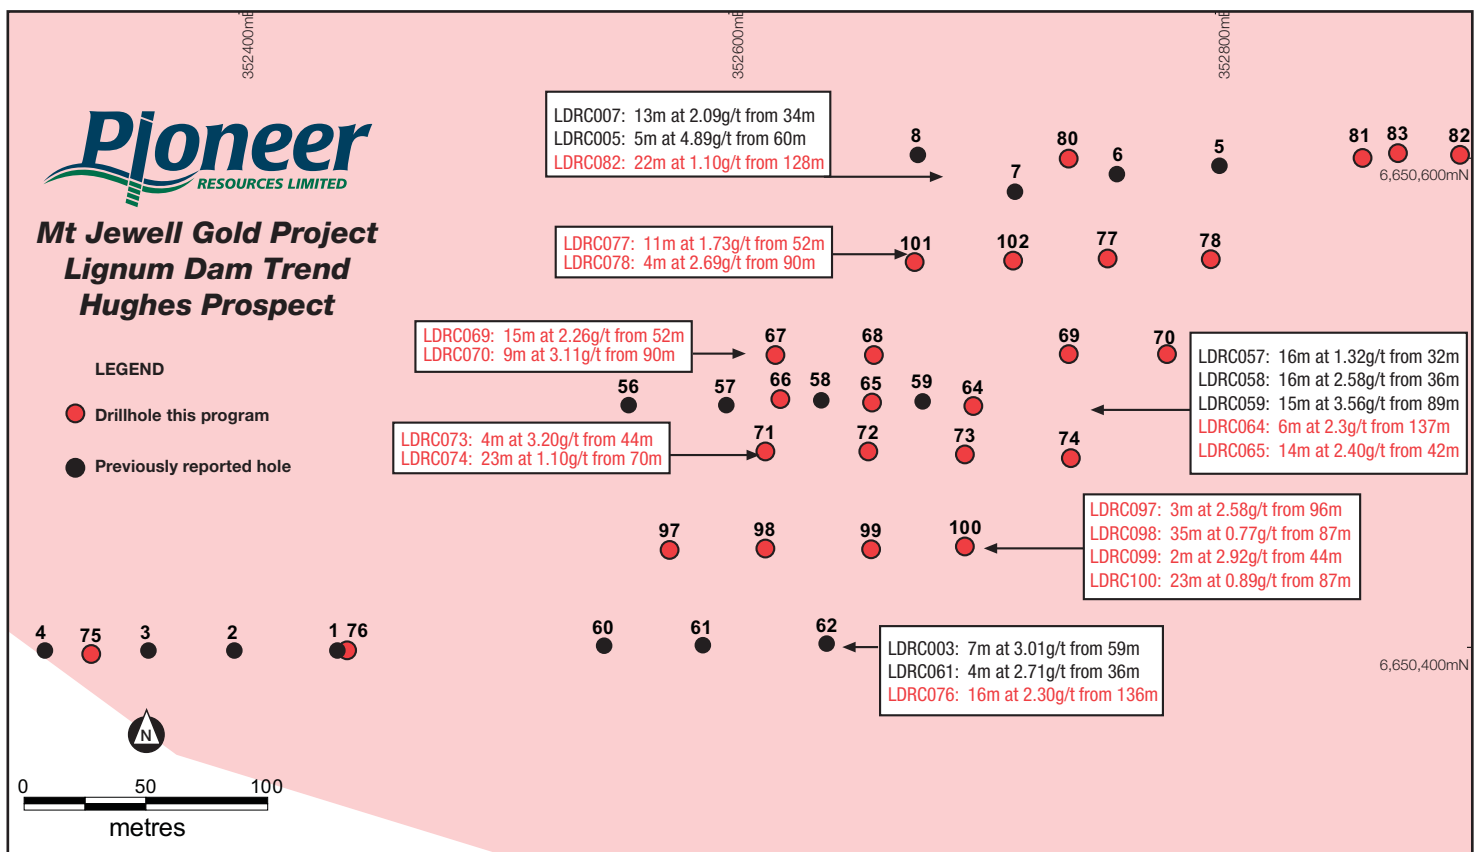 352400mE
352600mE
352800mE
Pioneer
RESOURCES LIMITED
Mt Jewell Gold Project
Lignum Dam Trend
Hughes Prospect
LEGEND
Drillhole this program
Previously reported hole
LDRC007: 13m at 2.09g/t from 34m
LDRC005: 5m at 4.89g/t from 60m
LDRC082: 22m at 1.10g/t from 128m
8
7
80
6
5
81
83
82
6,650,600mN
LDRC077: 11m at 1.73g/t from 52m
LDRC078: 4m at 2.69g/t from 90m
101
102
77
78
LDRC069: 15m at 2.26g/t from 52m
LDRC070: 9m at 3.11g/t from 90m
67
68
69
70
56
57
66
58
65
59
64
LDRC057: 16m at 1.32g/t from 32m
LDRC058: 16m at 2.58g/t from 36m
LDRC059: 15m at 3.56g/t from 89m
LDRC064: 6m at 2.3g/t from 137m
LDRC065: 14m at 2.40g/t from 42m
LDRC073: 4m at 3.20g/t from 44m
LDRC074: 23m at 1.10g/t from 70m
71
72
73
74
97
98
99
100
LDRC097: 3m at 2.58g/t from 96m
LDRC098: 35m at 0.77g/t from 87m
LDRC099: 2m at 2.92g/t from 44m
LDRC100: 23m at 0.89g/t from 87m
4
75
3
2
1 76
60
61
62
LDRC003: 7m at 3.01g/t from 59m
LDRC061: 4m at 2.71g/t from 36m
LDRC076: 16m at 2.30g/t from 136m
6,650,400mN
N
0 50 100
metres